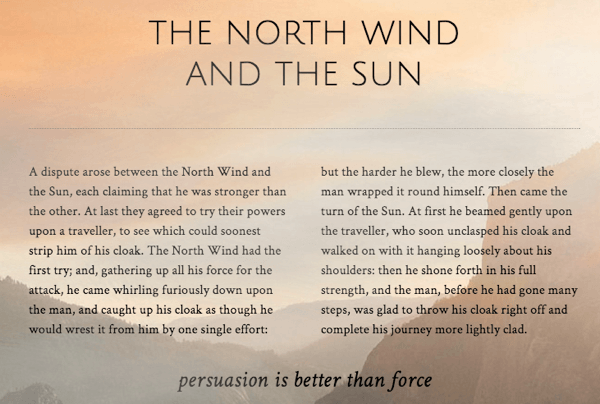 THE NORTH WIND
AND THE SUN
A dispute arose between the North Wind and
the Sun, each claiming that he was stronger than
the other. At last they agreed to try their powers
upon a traveller, to see which could soonest
strip him of his cloak. The North Wind had the
first try; and, gathering up all his force for the
attack, he came whirling furiously down upon
the man, and caught up his cloak as though he
would wrest it from him by one single effort:
but the harder he blew, the more closely the
man wrapped it round himself. Then came the
turn of the Sun. At first he beamed gently upon
the traveller, who soon unclasped his cloak and
walked on with it hanging loosely about his
shoulders: then he shone forth in his full
strength, and the man, before he had gone many
steps, was glad to throw his cloak right off and
complete his journey more lightly clad.
persuasion is better than force